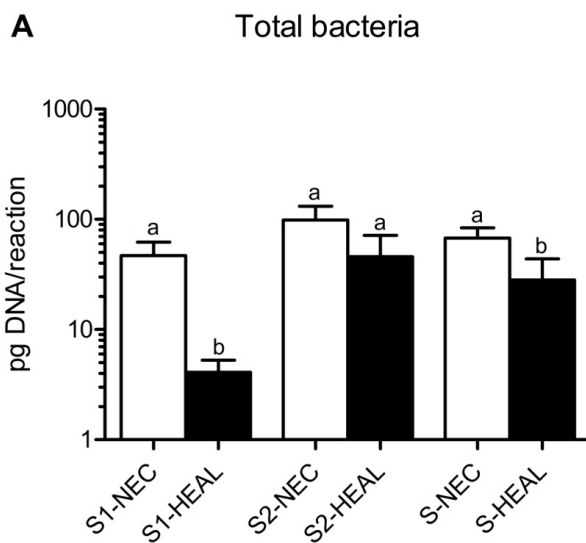 A
Total bacteria
pg DNA/reaction
1000
100
10
1
a
b
a
a
a
b
S1-NEC
S1-HEAL
S2-NEC
S2-HEAL
S-NEC
S-HEAL